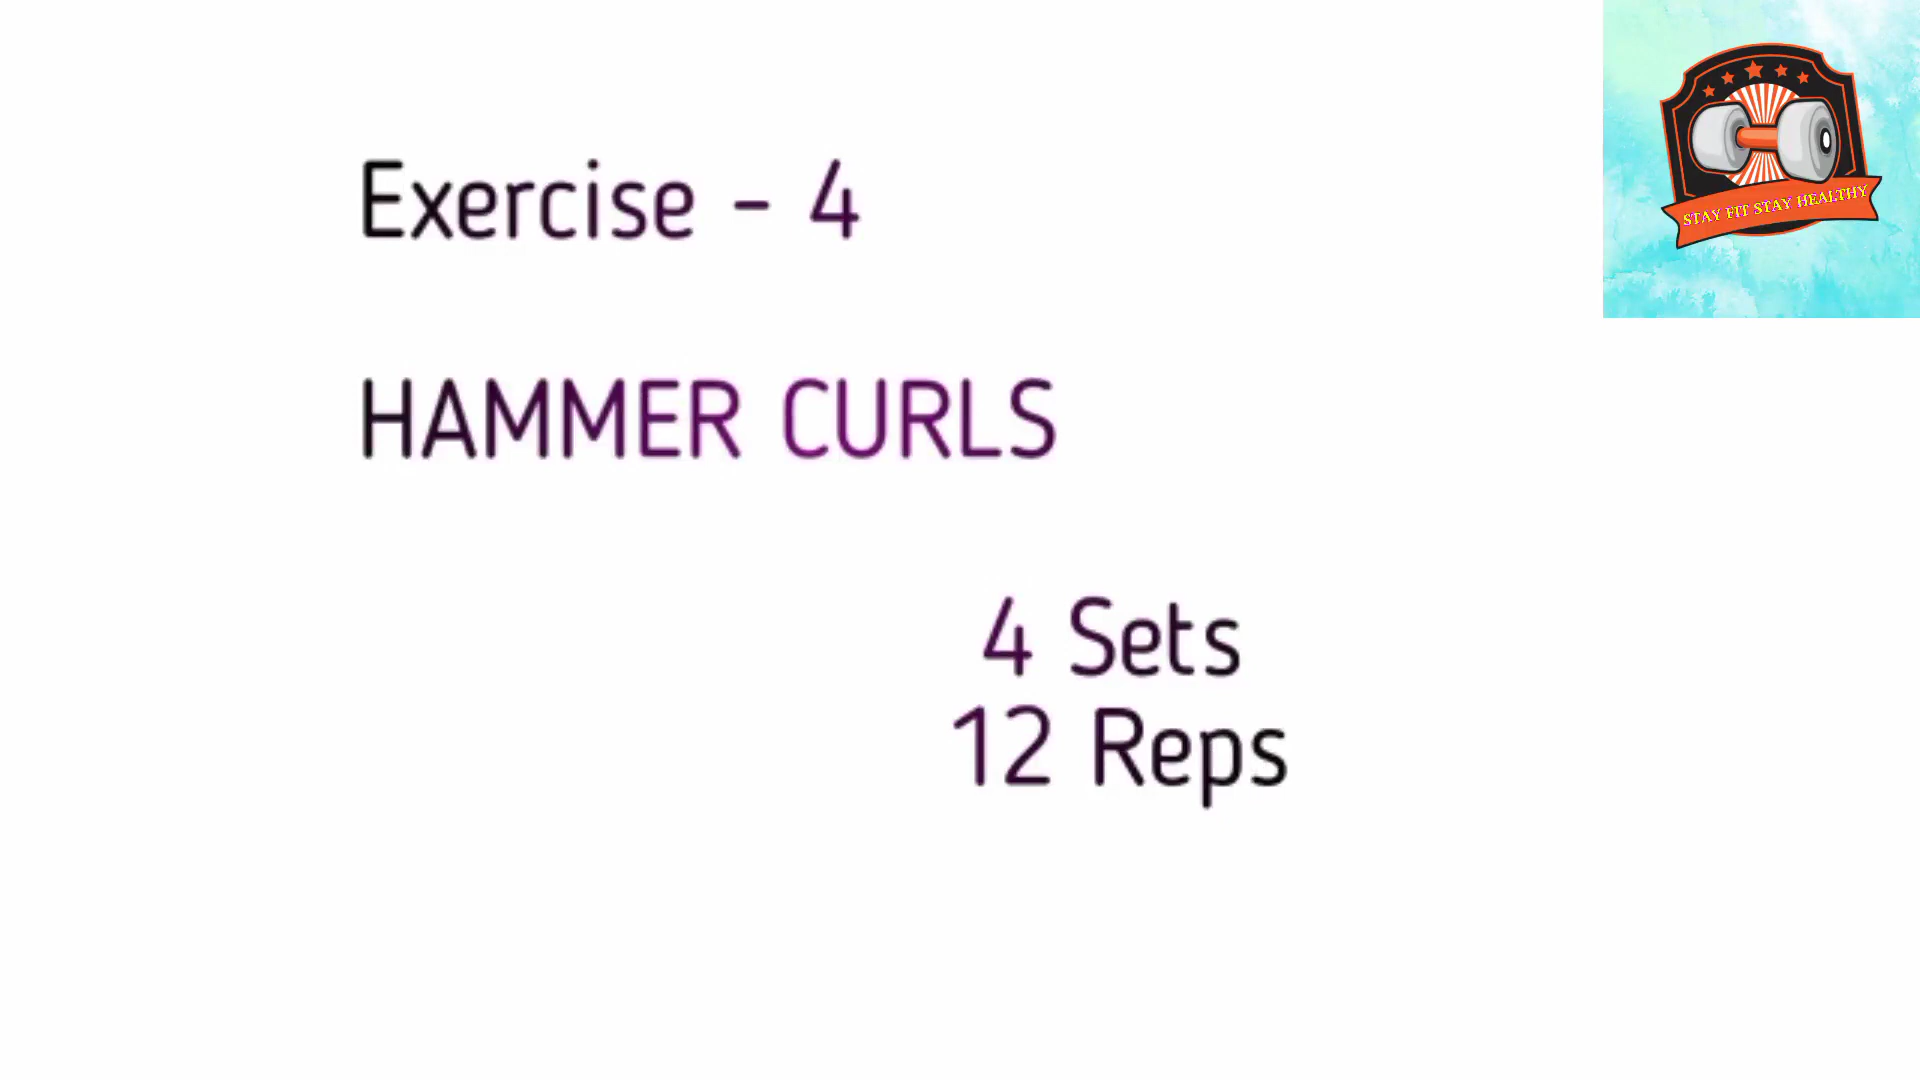 Exercise - 4
HAMMER CURLS
4 Sets
12 Reps
STAY FIT STAY HEALTHY